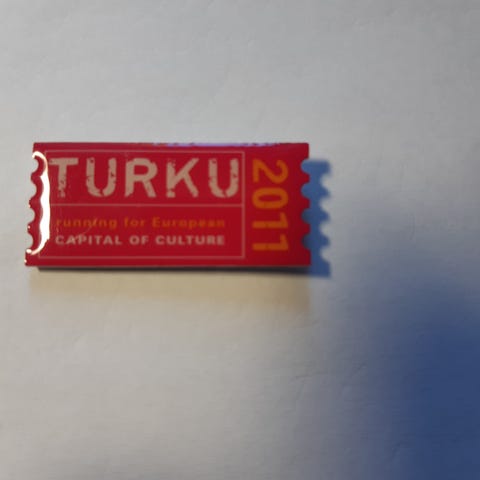 TURKU
running for European
CAPITAL OF CULTURE
2011